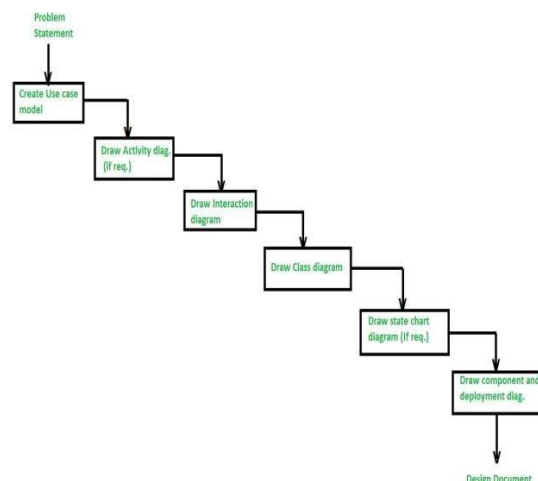 Problem
Statement
Create Use case
model
Draw Activity diag.
(if req.)
Draw Interaction
diagram
Draw Class diagram
Draw state chart
diagram (If req.)
Draw component and
deployment diag.
Design Document